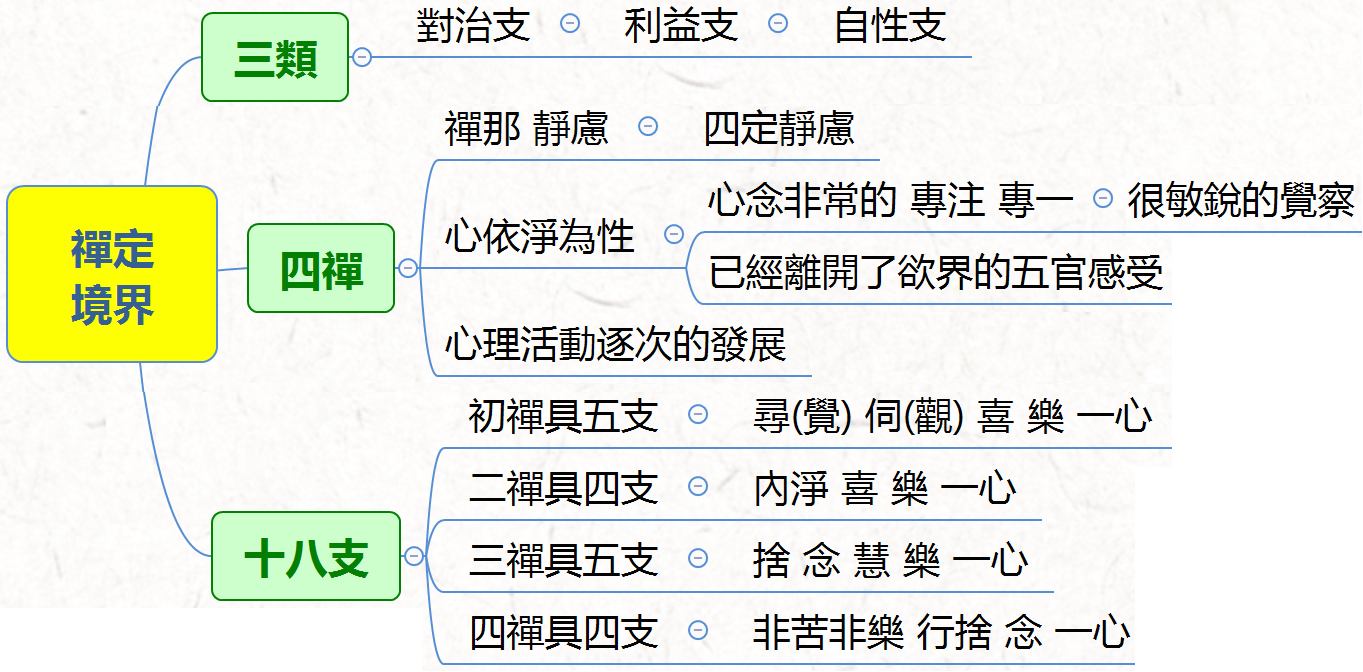 禪定
境界
三類
對治支 利益支 自性支
四禪
禪那 靜慮 四定靜慮
心依淨為性
心念非常的 專注 專一 很敏銳的覺察
已經離開了欲界的五官感受
心理活動逐次的發展
十八支
初禪具五支 尋(覺) 伺(觀) 喜 樂 一心
二禪具四支 內淨 喜 樂 一心
三禪具五支 捨 念 慧 樂 一心
四禪具四支 非苦非樂 行捨 念 一心